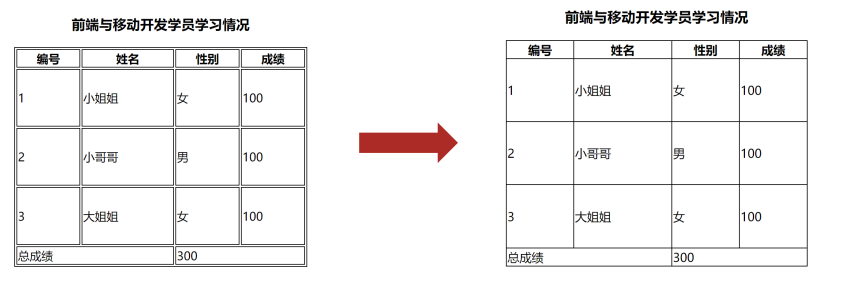 前端与移动开发学员学习情况
编号 姓名 性别 成绩
1 小姐姐 女 100
2 小哥哥 男 100
3 大姐姐 女 100
总成绩 300
前端与移动开发学员学习情况
编号 姓名 性别 成绩
1 小姐姐 女 100
2 小哥哥 男 100
3 大姐姐 女 100
总成绩 300